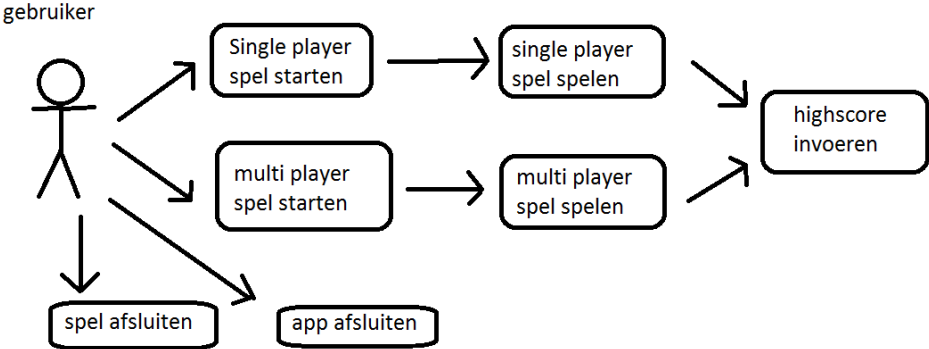 gebruiker
Single player
spel starten
single player
spel spelen
highscore
invoeren
multi player
spel starten
multi player
spel spelen
spel afsluiten
app afsluiten